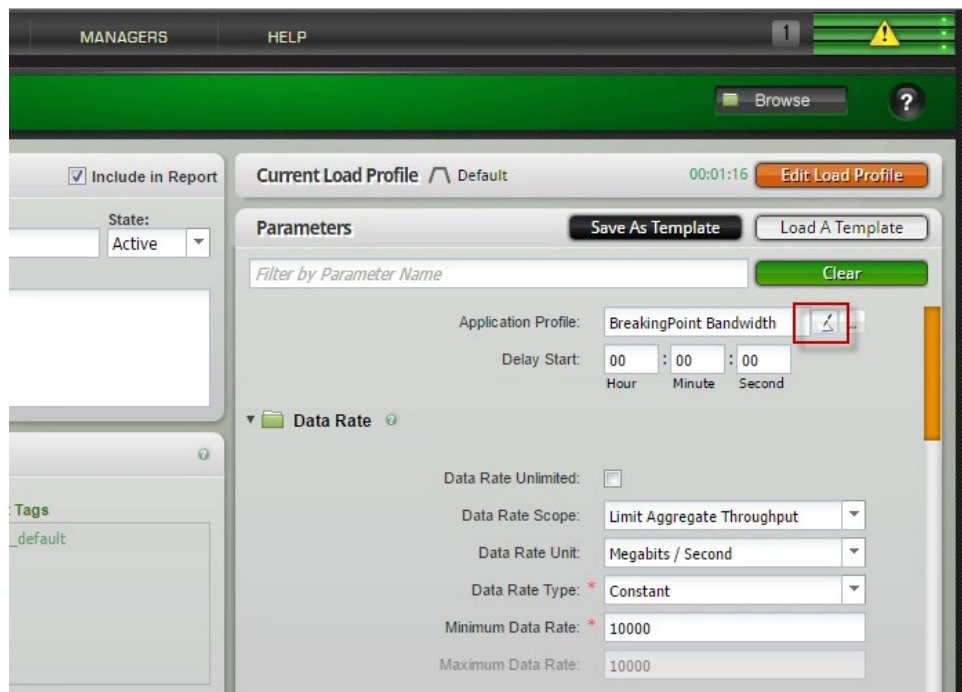 MANAGERS HELP 1
Browse ?
Include in Report
State:
Active
Tags
_default
Current Load Profile Default 00:01:16 Edit Load Profile
Parameters Save As Template Load A Template
Filter by Parameter Name Clear
Application Profile: BreakingPoint Bandwidth
Delay Start: 00 : 00 : 00
Hour Minute Second
Data Rate ?
Data Rate Unlimited:
Data Rate Scope: Limit Aggregate Throughput
Data Rate Unit: Megabits / Second
Data Rate Type: * Constant
Minimum Data Rate: * 10000
Maximum Data Rate: 10000